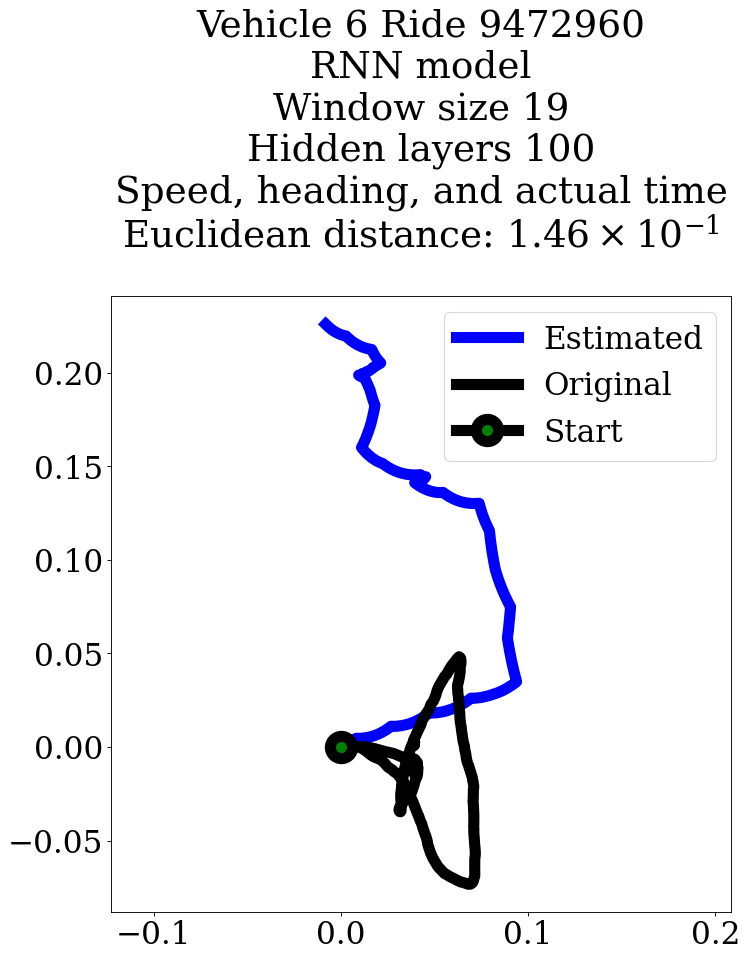 Vehicle 6 Ride 9472960
RNN model
Window size 19
Hidden layers 100
Speed, heading, and actual time
Euclidean distance: 1.46 × 10⁻¹
Estimated
Original
Start
0.20
0.15
0.10
0.05
0.00
−0.05
−0.1 0.0 0.1 0.2